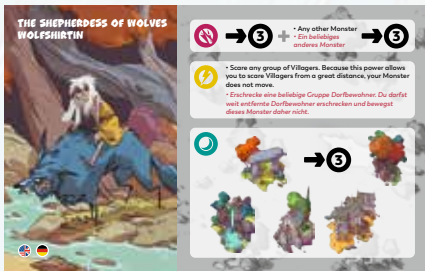 THE SHEPHERDESS OF WOLVES
WOLFSHIRTIN
3
• Any other Monster
• Ein beliebiges
anderes Monster
3
• Scare any group of Villagers. Because this power allows
you to scare Villagers from a great distance, your Monster
does not move.
• Erschrecke eine beliebige Gruppe Dorfbewohner. Du darfst
weit entfernte Dorfbewohner erschrecken und bewegst
dieses Monster daher nicht.
3